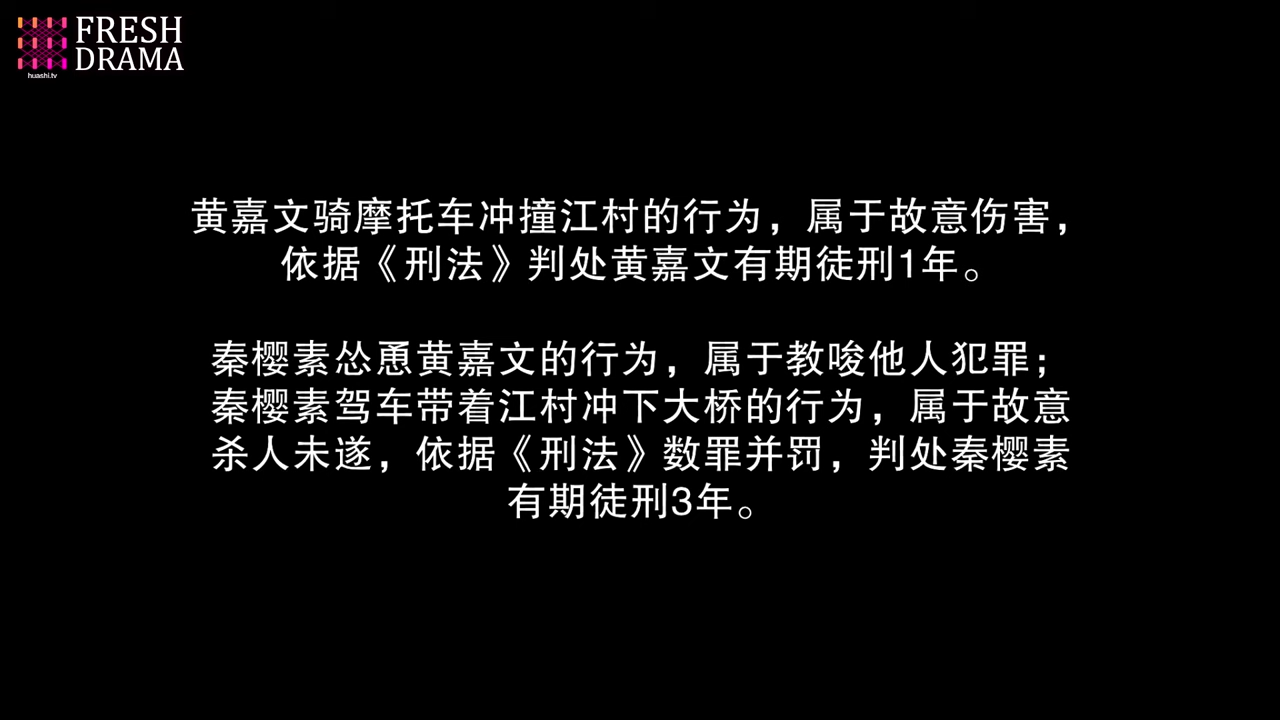 FRESH
DRAMA
huashi.tv
黄嘉文骑摩托车冲撞江村的行为，属于故意伤害，
依据《刑法》判处黄嘉文有期徒刑1年。
秦樱素怂恿黄嘉文的行为，属于教唆他人犯罪；
秦樱素驾车带着江村冲下大桥的行为，属于故意
杀人未遂，依据《刑法》数罪并罚，判处秦樱素
有期徒刑3年。